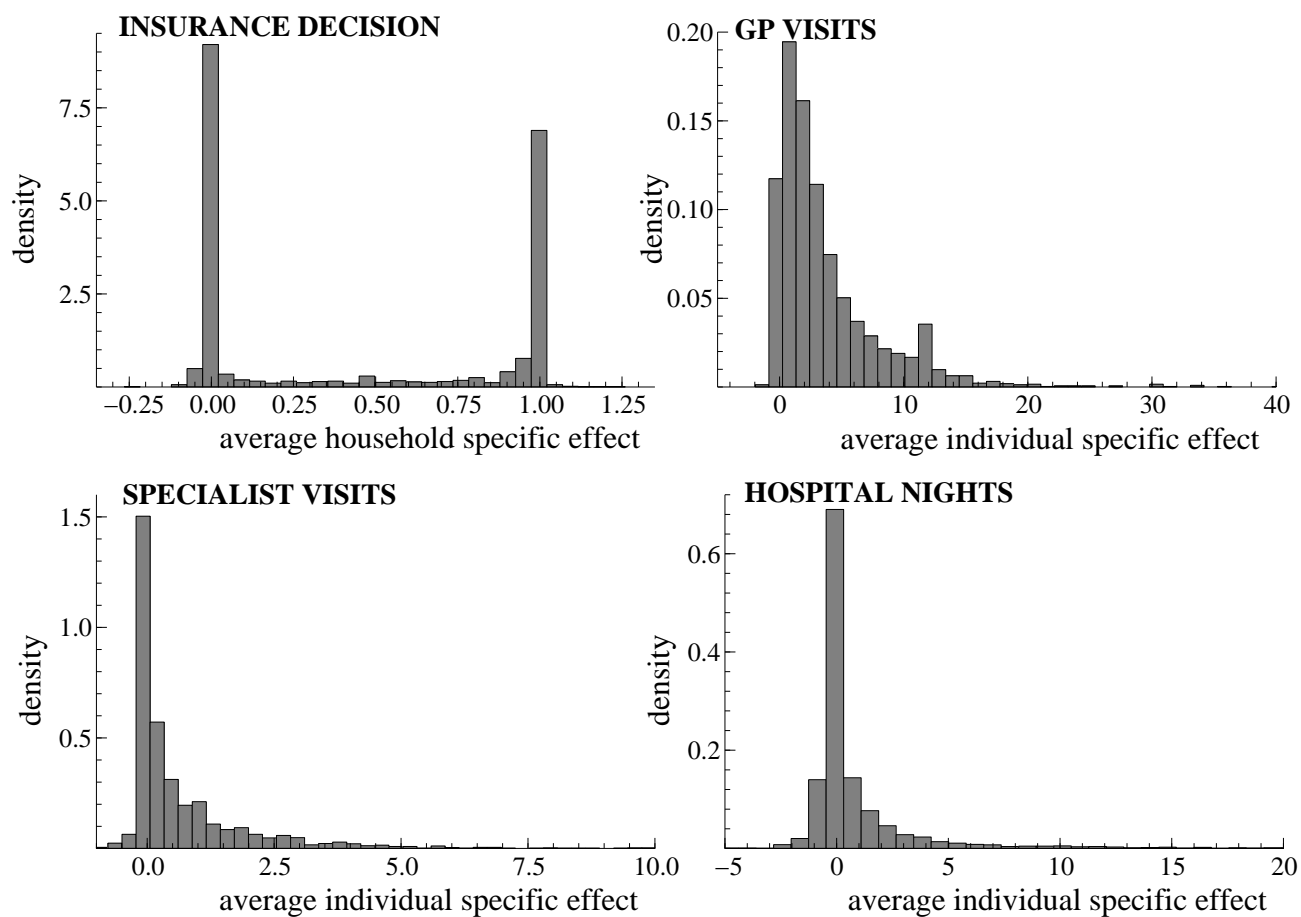 INSURANCE DECISION
7.5
5.0
2.5
density
−0.25 0.00 0.25 0.50 0.75 1.00 1.25
average household specific effect
GP VISITS
0.20
0.15
0.10
0.05
density
0 10 20 30 40
average individual specific effect
SPECIALIST VISITS
1.5
1.0
0.5
density
0.0 2.5 5.0 7.5 10.0
average individual specific effect
HOSPITAL NIGHTS
0.6
0.4
0.2
density
−5 0 5 10 15 20
average individual specific effect